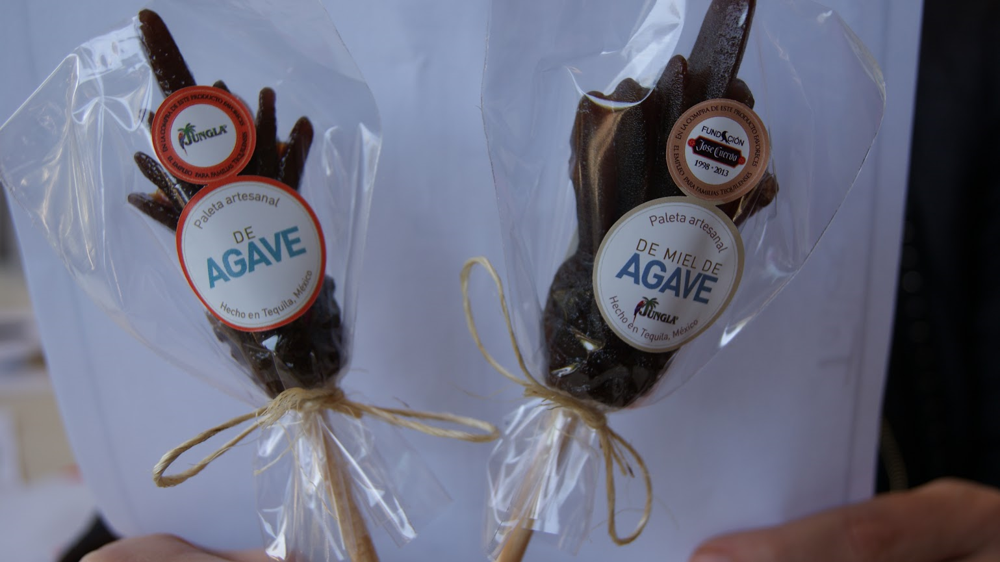 EN LA COMPRA DE ESTE PRODUCTO FAVORECES
JUNGLA
EL EMPLEO PARA FAMILIAS TEQUILENSES
Paleta artesanal
DE
AGAVE
Hecho en Tequila, México
EN LA COMPRA DE ESTE PRODUCTO FAVORECES
FUNDACIÓN
Jose Cuervo
1998 · 2013
EL EMPLEO PARA FAMILIAS TEQUILENSES
Paleta artesanal
DE MIEL DE
AGAVE
JUNGLA
Hecho en Tequila, México